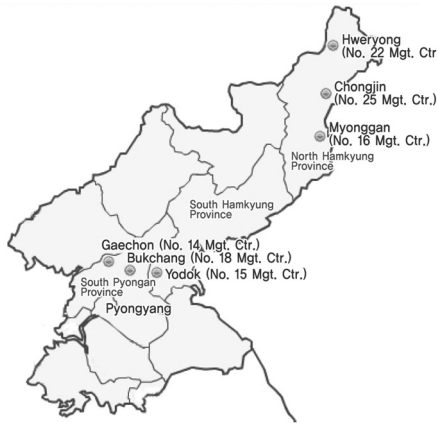 Hweryong
(No. 22 Mgt. Ctr
Chongjin
(No. 25 Mgt. Ctr.)
Myonggan
(No. 16 Mgt. Ctr.)
North Hamkyung
Province
South Hamkyung
Province
Gaechon (No. 14 Mgt. Ctr.)
Bukchang (No. 18 Mgt. Ctr.)
Yodok (No. 15 Mgt. Ctr.)
South Pyongan
Province
Pyongyang